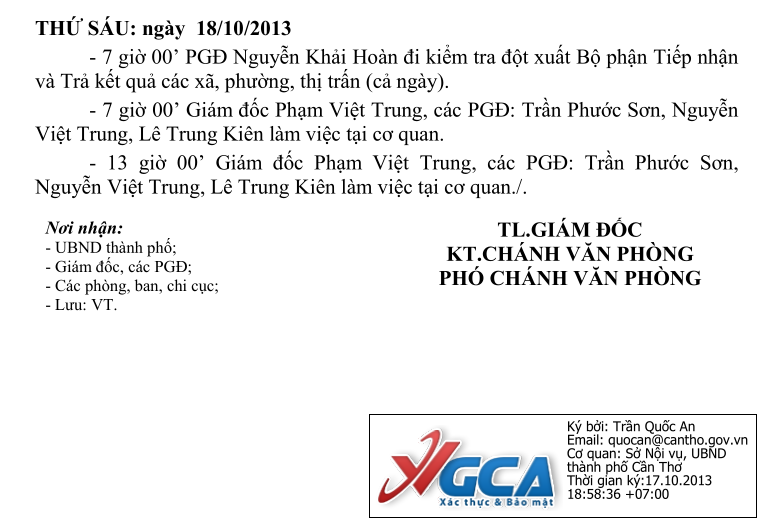 THỨ SÁU: ngày 18/10/2013
- 7 giờ 00’ PGĐ Nguyễn Khải Hoàn đi kiểm tra đột xuất Bộ phận Tiếp nhận
và Trả kết quả các xã, phường, thị trấn (cả ngày).
- 7 giờ 00’ Giám đốc Phạm Việt Trung, các PGĐ: Trần Phước Sơn, Nguyễn
Việt Trung, Lê Trung Kiên làm việc tại cơ quan.
- 13 giờ 00’ Giám đốc Phạm Việt Trung, các PGĐ: Trần Phước Sơn,
Nguyễn Việt Trung, Lê Trung Kiên làm việc tại cơ quan./.
Nơi nhận:
- UBND thành phố;
- Giám đốc, các PGĐ;
- Các phòng, ban, chi cục;
- Lưu: VT.
TL.GIÁM ĐỐC
KT.CHÁNH VĂN PHÒNG
PHÓ CHÁNH VĂN PHÒNG
VGCA
Xác thực & Bảo mật
Ký bởi: Trần Quốc An
Email: quocan@cantho.gov.vn
Cơ quan: Sở Nội vụ, UBND
thành phố Cần Thơ
Thời gian ký:17.10.2013
18:58:36 +07:00